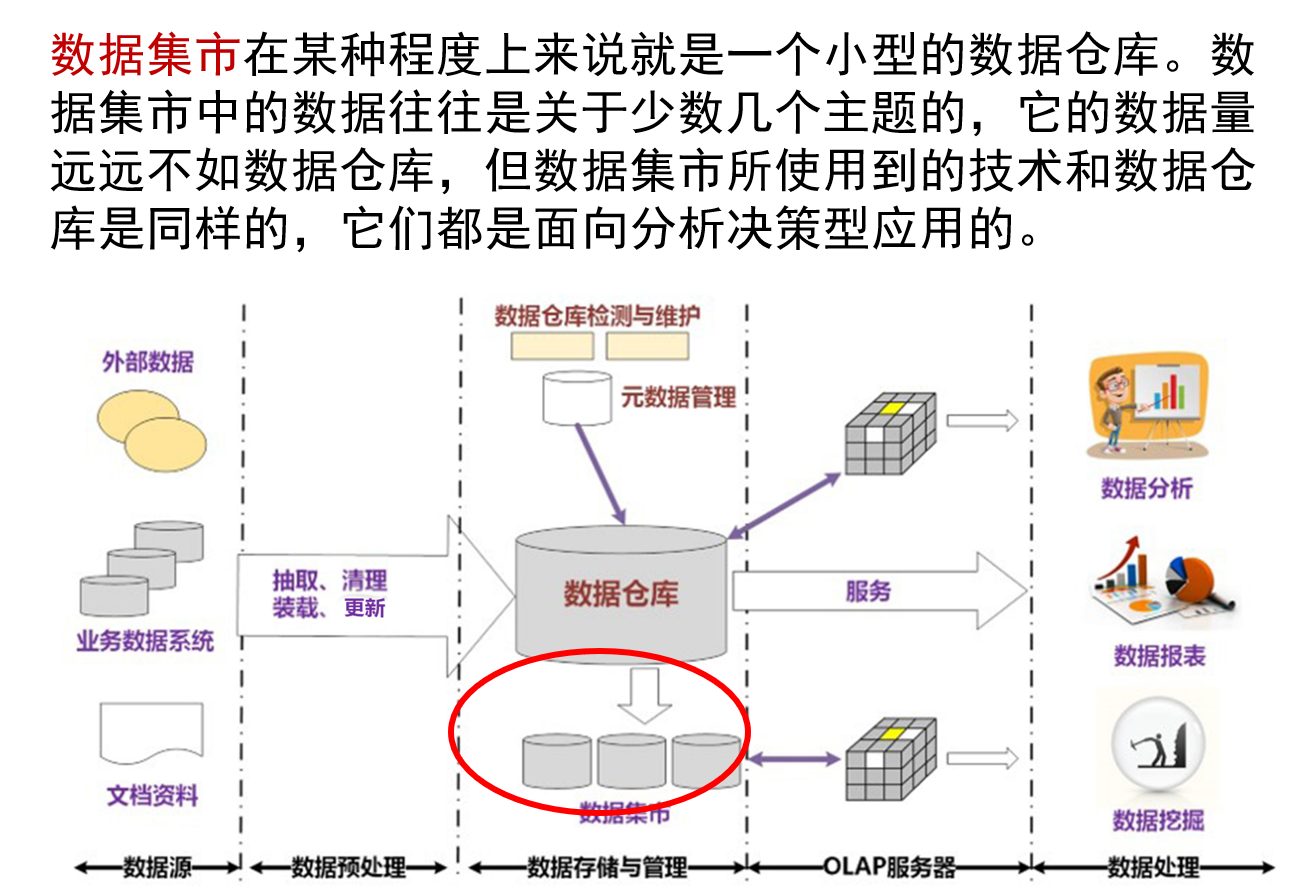 数据集市在某种程度上来说就是一个小型的数据仓库。数
据集市中的数据往往是关于少数几个主题的，它的数据量
远远不如数据仓库，但数据集市所使用到的技术和数据仓
库是同样的，它们都是面向分析决策型应用的。
数据仓库检测与维护
外部数据
元数据管理
数据分析
抽取、清理
装载、更新
数据仓库
服务
业务数据系统
数据报表
文档资料
数据集市
数据挖掘
数据源
数据预处理
数据存储与管理
OLAP服务器
数据处理